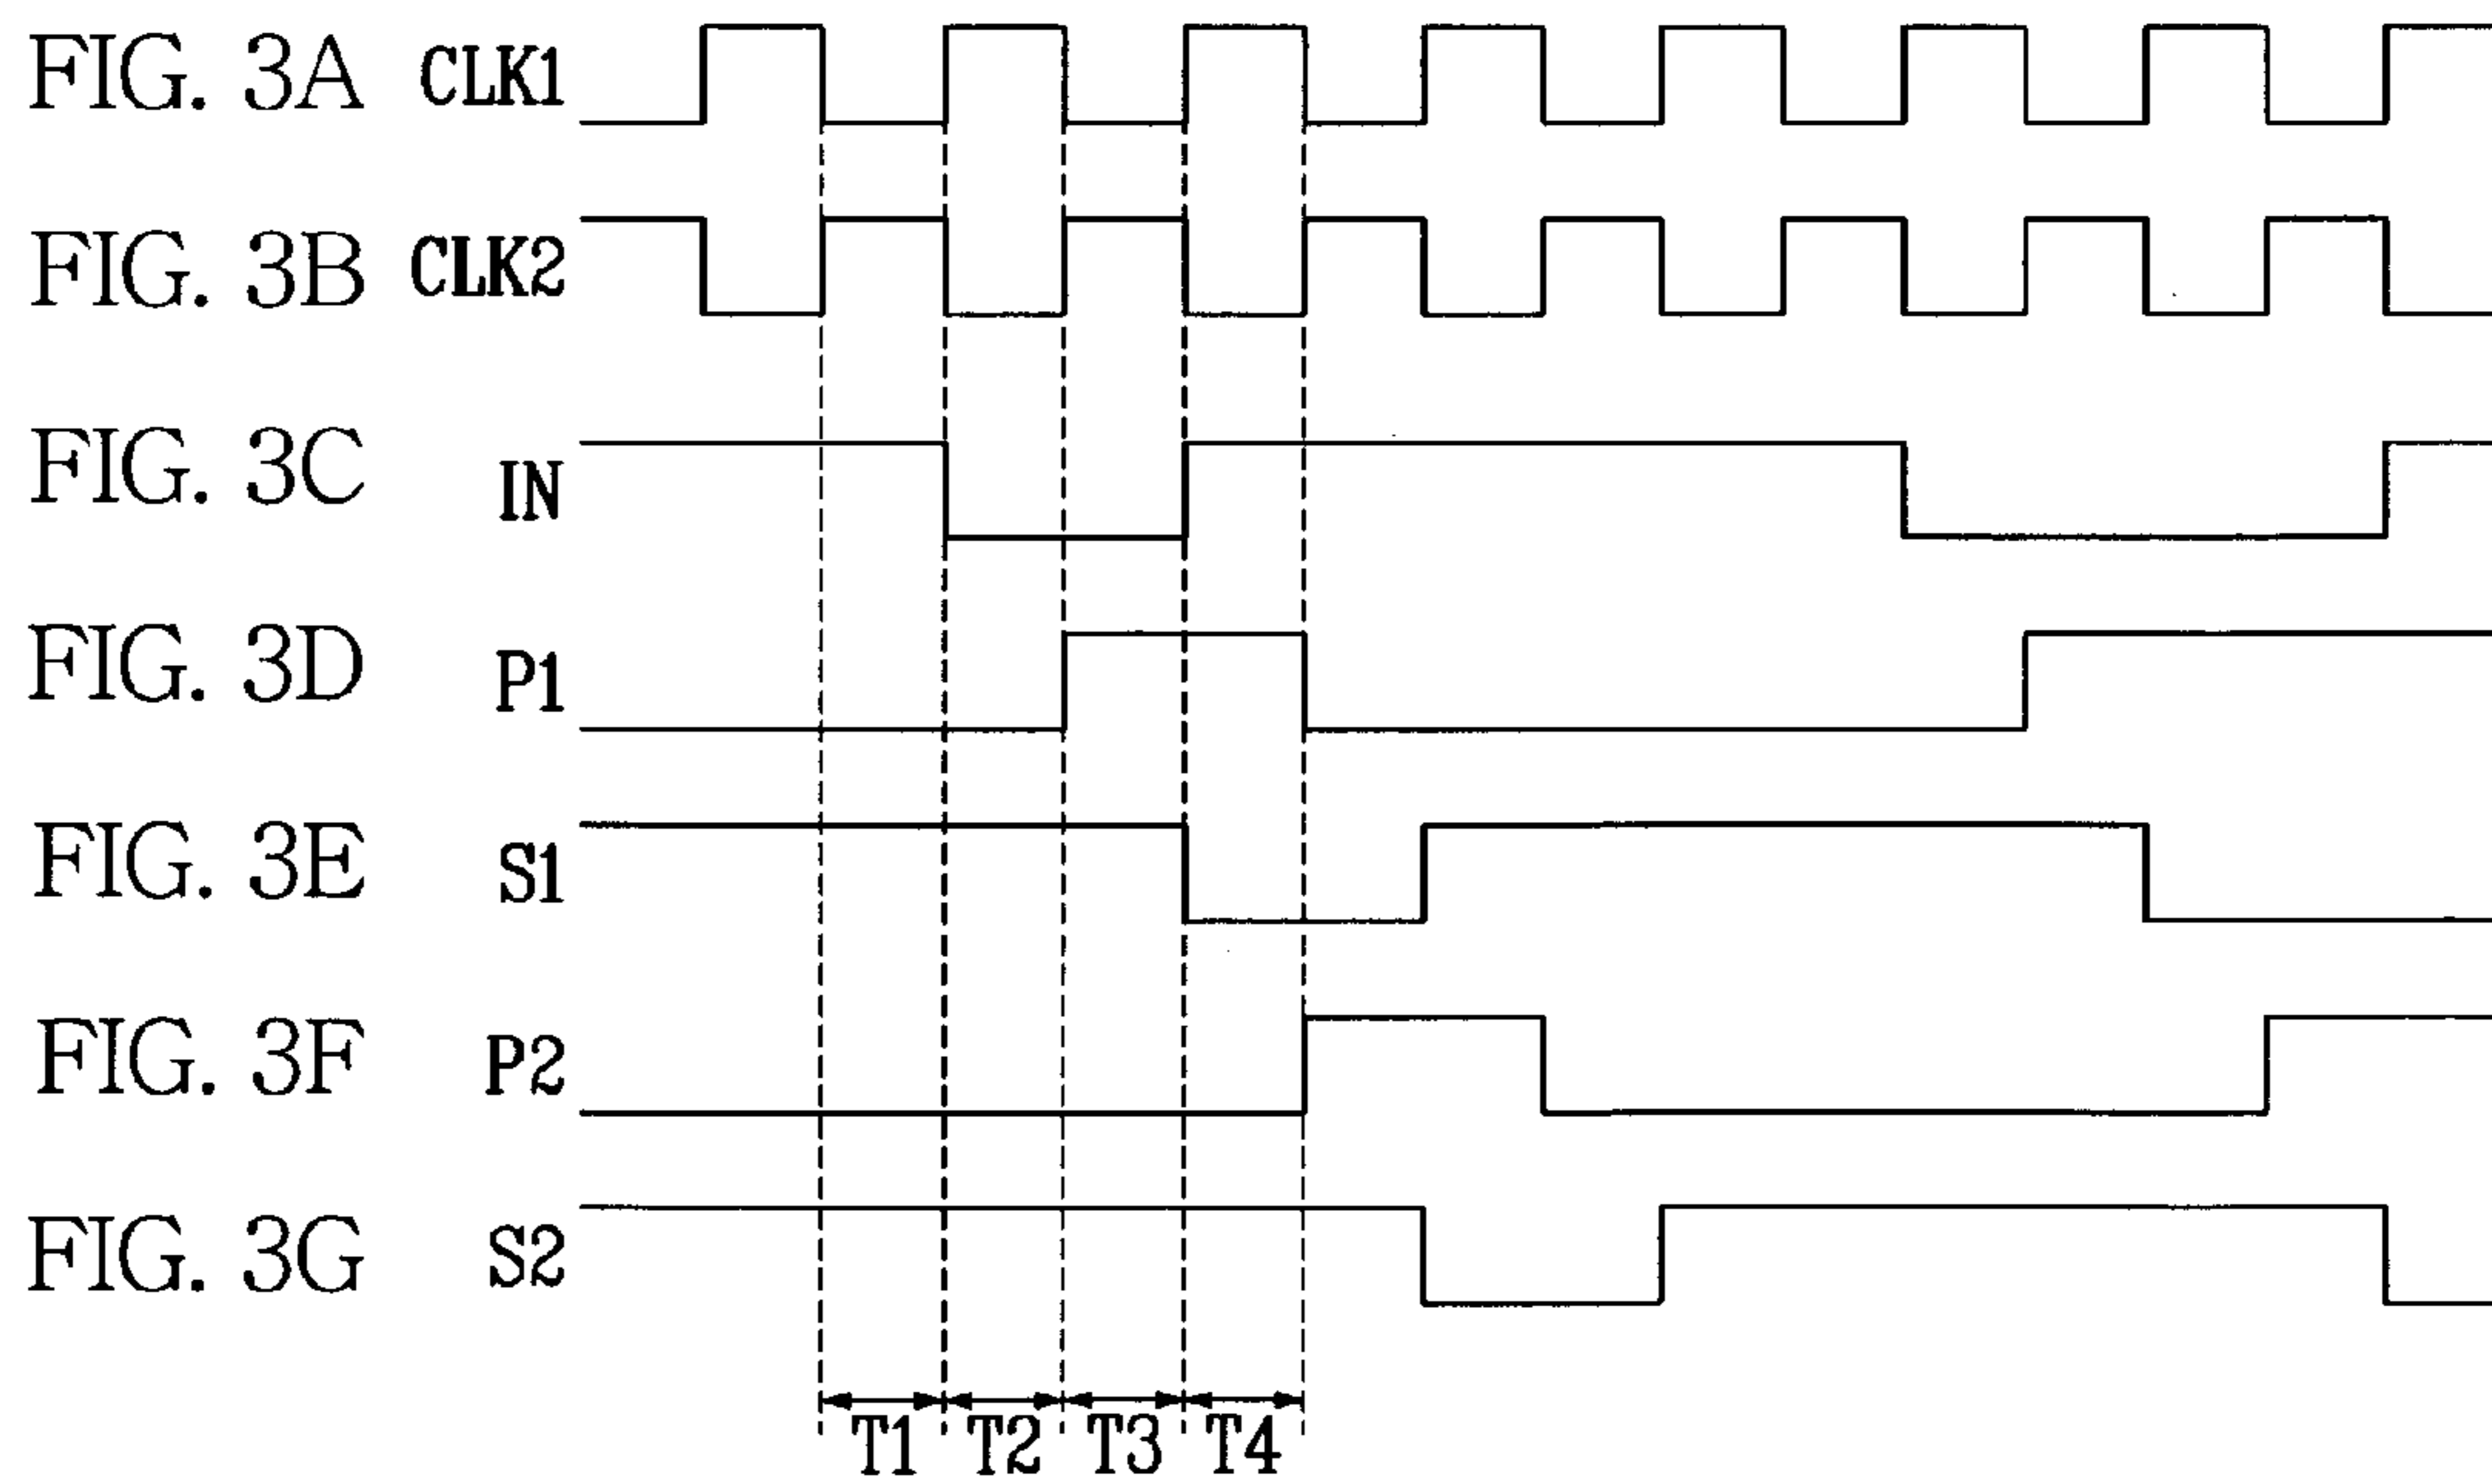 FIG. 3A CLK1
FIG. 3B CLK2
FIG. 3C IN
FIG. 3D P1
FIG. 3E S1
FIG. 3F P2
FIG. 3G S2
T1 T2 T3 T4